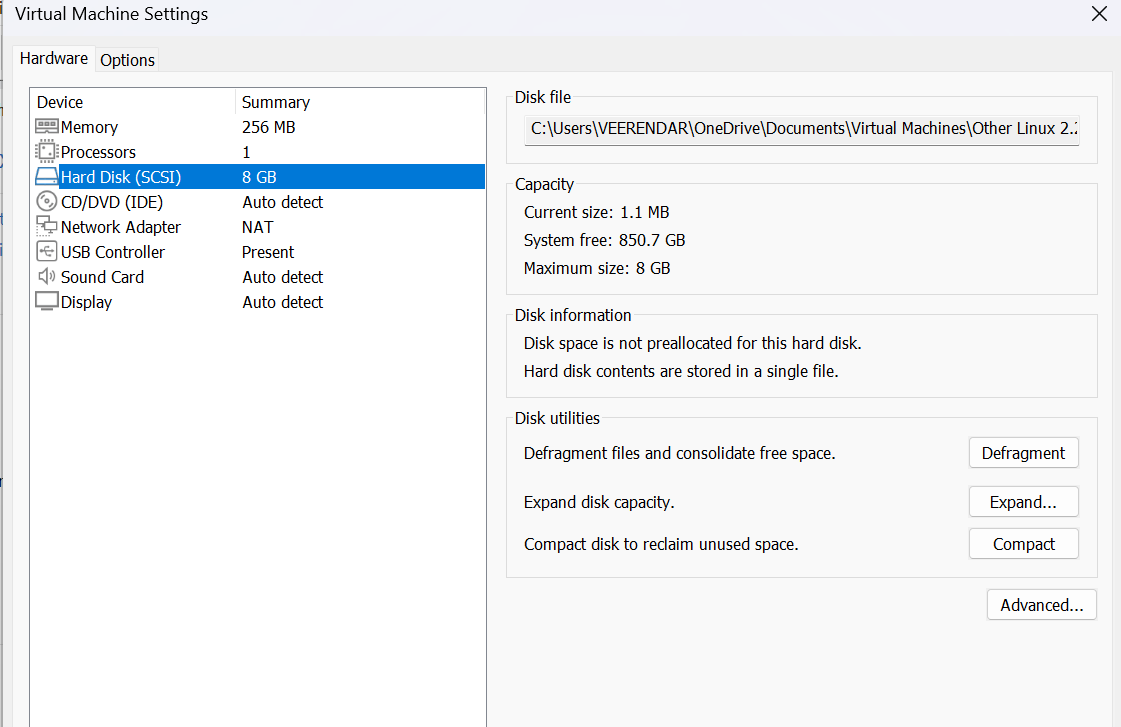 Virtual Machine Settings
Hardware Options
Device Summary
Memory 256 MB
Processors 1
Hard Disk (SCSI) 8 GB
CD/DVD (IDE) Auto detect
Network Adapter NAT
USB Controller Present
Sound Card Auto detect
Display Auto detect
Disk file
C:\Users\VEERENDAR\OneDrive\Documents\Virtual Machines\Other Linux 2.2
Capacity
Current size: 1.1 MB
System free: 850.7 GB
Maximum size: 8 GB
Disk information
Disk space is not preallocated for this hard disk.
Hard disk contents are stored in a single file.
Disk utilities
Defragment files and consolidate free space. Defragment
Expand disk capacity. Expand...
Compact disk to reclaim unused space. Compact
Advanced...